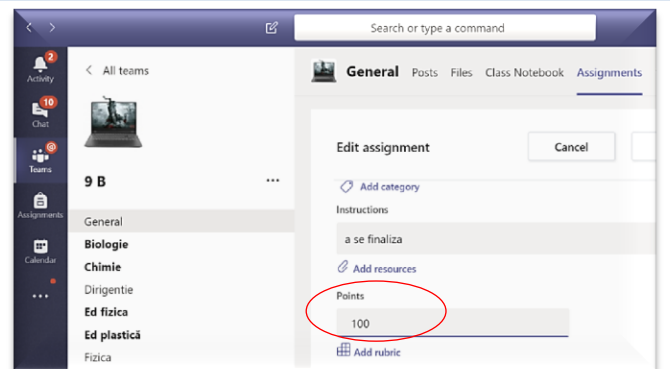 Search or type a command
2
Activity
10
Chat
@
Teams
Assignments
Calendar
All teams
9 B
General
Biologie
Chimie
Dirigentie
Ed fizica
Ed plastică
Fizica
General Posts Files Class Notebook Assignments
Edit assignment
Cancel
Add category
Instructions
a se finaliza
Add resources
Points
100
Add rubric